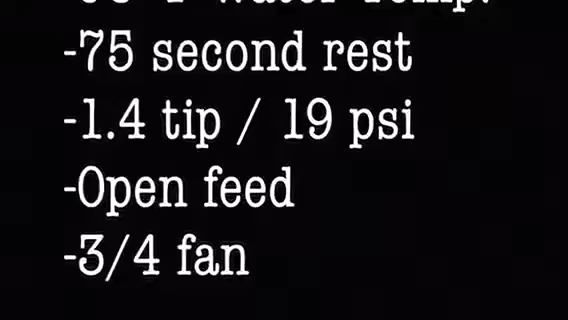 -75 second rest
-1.4 tip / 19 psi
-Open feed
-3/4 fan